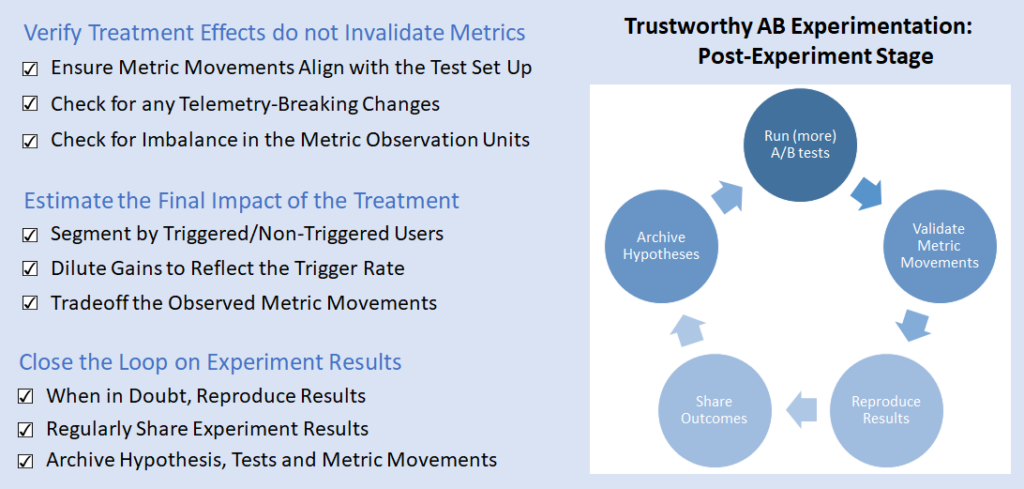 Verify Treatment Effects do not Invalidate Metrics
Ensure Metric Movements Align with the Test Set Up
Check for any Telemetry-Breaking Changes
Check for Imbalance in the Metric Observation Units
Estimate the Final Impact of the Treatment
Segment by Triggered/Non-Triggered Users
Dilute Gains to Reflect the Trigger Rate
Tradeoff the Observed Metric Movements
Close the Loop on Experiment Results
When in Doubt, Reproduce Results
Regularly Share Experiment Results
Archive Hypothesis, Tests and Metric Movements
Trustworthy AB Experimentation:
Post-Experiment Stage
Run (more)
A/B tests
Validate
Metric
Movements
Reproduce
Results
Share
Outcomes
Archive
Hypotheses